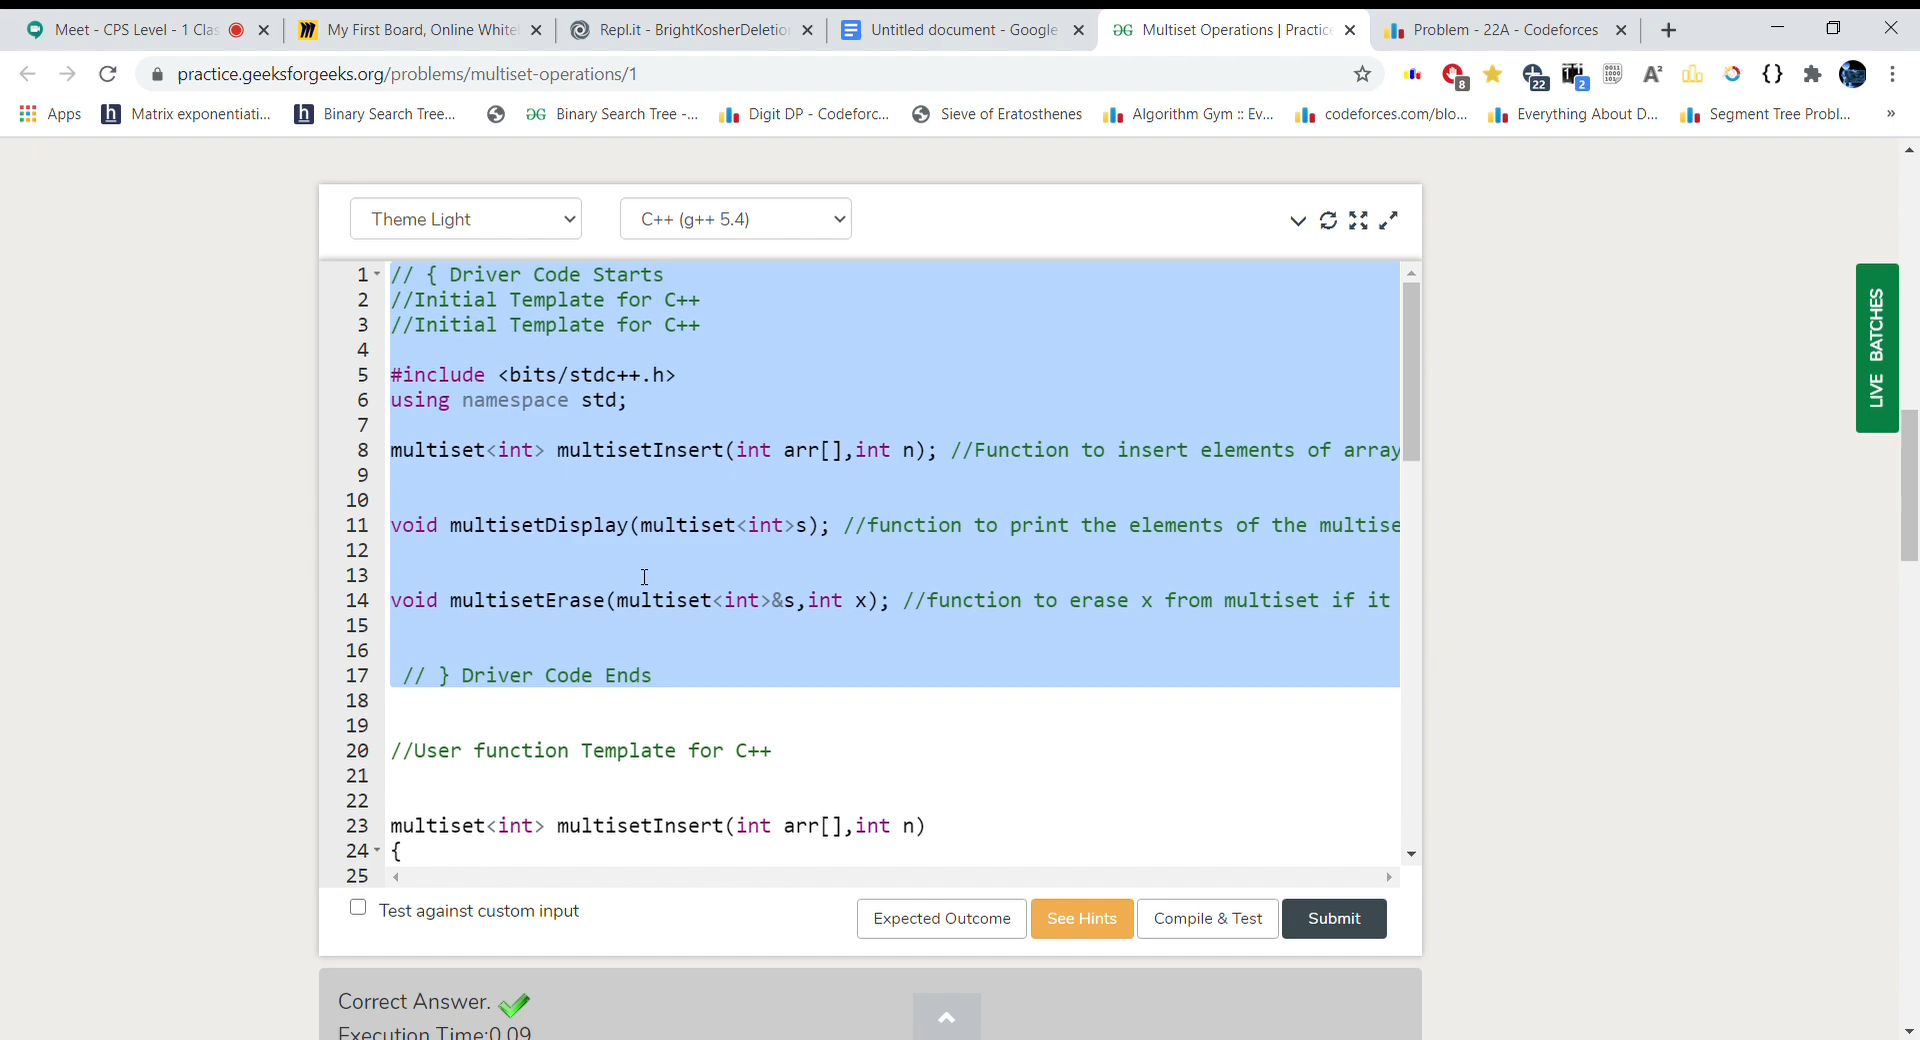 Meet - CPS Level - 1 Clas
My First Board, Online White
Repl.it - BrightKosherDeletio
Untitled document - Google
Multiset Operations | Practic
Problem - 22A - Codeforces
practice.geeksforgeeks.org/problems/multiset-operations/1
8
22
2
Apps
Matrix exponentiati...
Binary Search Tree...
Binary Search Tree -...
Digit DP - Codeforc...
Sieve of Eratosthenes
Algorithm Gym :: Ev...
codeforces.com/blo...
Everything About D...
Segment Tree Probl...
»
Theme Light
C++ (g++ 5.4)
1 // { Driver Code Starts
2 //Initial Template for C++
3 //Initial Template for C++
4
5 #include <bits/stdc++.h>
6 using namespace std;
7
8 multiset<int> multisetInsert(int arr[],int n); //Function to insert elements of array
9
10
11 void multisetDisplay(multiset<int>s); //function to print the elements of the multise
12
13
14 void multisetErase(multiset<int>&s,int x); //function to erase x from multiset if it
15
16
17 // } Driver Code Ends
18
19
20 //User function Template for C++
21
22
23 multiset<int> multisetInsert(int arr[],int n)
24 {
25
LIVE BATCHES
Test against custom input
Expected Outcome
See Hints
Compile & Test
Submit
Correct Answer.
Execution Time:0.09